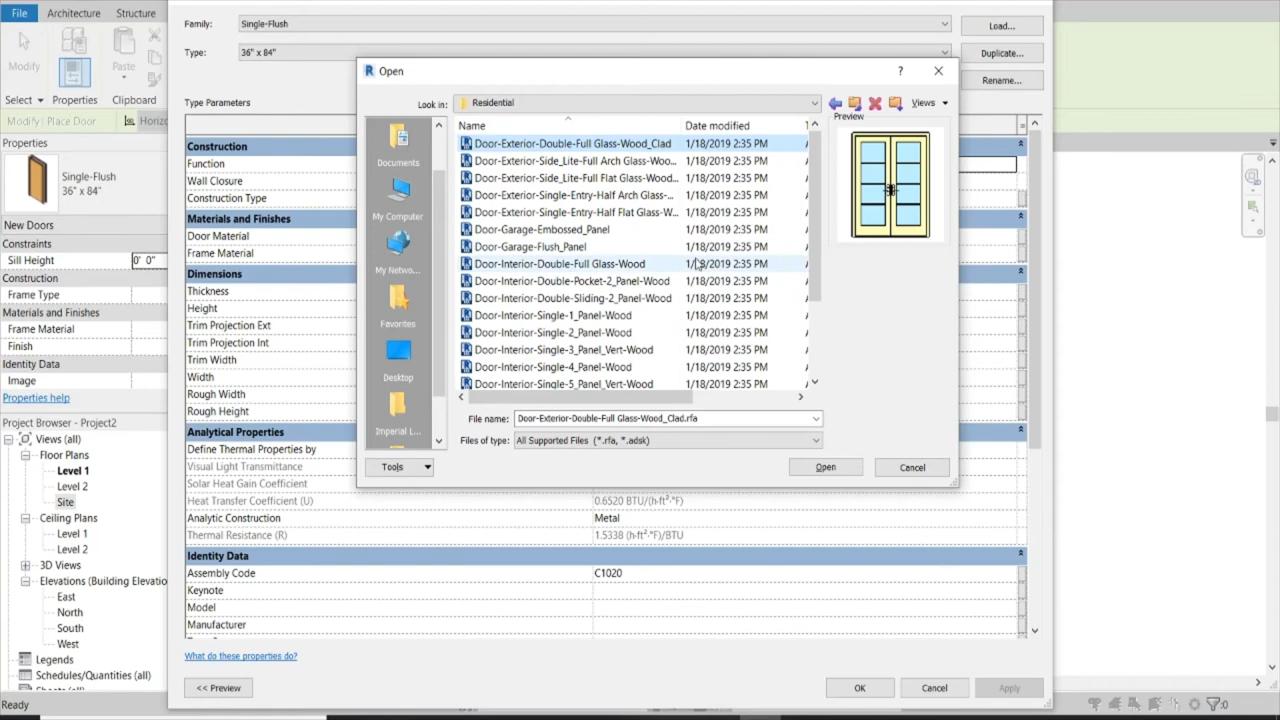 File Architecture Structure
Family: Single-Flush Load...
Type: 36" x 84" Duplicate...
Rename...
Modify Paste
Select Properties Clipboard
Modify | Place Door
Properties
Single-Flush
36" x 84"
New Doors
Constraints
Sill Height 0' 0"
Construction
Frame Type
Materials and Finishes
Frame Material
Finish
Identity Data
Image
Properties help
Project Browser - Project2
Views (all)
Floor Plans
Level 1
Level 2
Site
Ceiling Plans
Level 1
Level 2
3D Views
Elevations (Building Elevatio
East
North
South
West
Legends
Schedules/Quantities (all)
Ready
Type Parameters
Construction
Function
Wall Closure
Construction Type
Materials and Finishes
Door Material
Frame Material
Dimensions
Thickness
Height
Trim Projection Ext
Trim Projection Int
Trim Width
Width
Rough Width
Rough Height
Analytical Properties
Define Thermal Properties by
Visual Light Transmittance
Solar Heat Gain Coefficient
Heat Transfer Coefficient (U) 0.6520 BTU/(h·ft²·°F)
Analytic Construction Metal
Thermal Resistance (R) 1.5338 (h·ft²·°F)/BTU
Identity Data
Assembly Code C1020
Keynote
Model
Manufacturer
What do these properties do?
<< Preview OK Cancel Apply
R Open ?
Look in: Residential Views
Documents
My Computer
My Netwo...
Favorites
Desktop
Imperial L...
Name Date modified
Door-Exterior-Double-Full Glass-Wood_Clad 1/18/2019 2:35 PM
Door-Exterior-Side_Lite-Full Arch Glass-Woo... 1/18/2019 2:35 PM
Door-Exterior-Side_Lite-Full Flat Glass-Wood... 1/18/2019 2:35 PM
Door-Exterior-Single-Entry-Half Arch Glass-... 1/18/2019 2:35 PM
Door-Exterior-Single-Entry-Half Flat Glass-W... 1/18/2019 2:35 PM
Door-Garage-Embossed_Panel 1/18/2019 2:35 PM
Door-Garage-Flush_Panel 1/18/2019 2:35 PM
Door-Interior-Double-Full Glass-Wood 1/18/2019 2:35 PM
Door-Interior-Double-Pocket-2_Panel-Wood 1/18/2019 2:35 PM
Door-Interior-Double-Sliding-2_Panel-Wood 1/18/2019 2:35 PM
Door-Interior-Single-1_Panel-Wood 1/18/2019 2:35 PM
Door-Interior-Single-2_Panel-Wood 1/18/2019 2:35 PM
Door-Interior-Single-3_Panel_Vert-Wood 1/18/2019 2:35 PM
Door-Interior-Single-4_Panel-Wood 1/18/2019 2:35 PM
Door-Interior-Single-5_Panel_Vert-Wood 1/18/2019 2:35 PM
Preview
File name: Door-Exterior-Double-Full Glass-Wood_Clad.rfa
Files of type: All Supported Files (*.rfa, *.adsk)
Tools Open Cancel